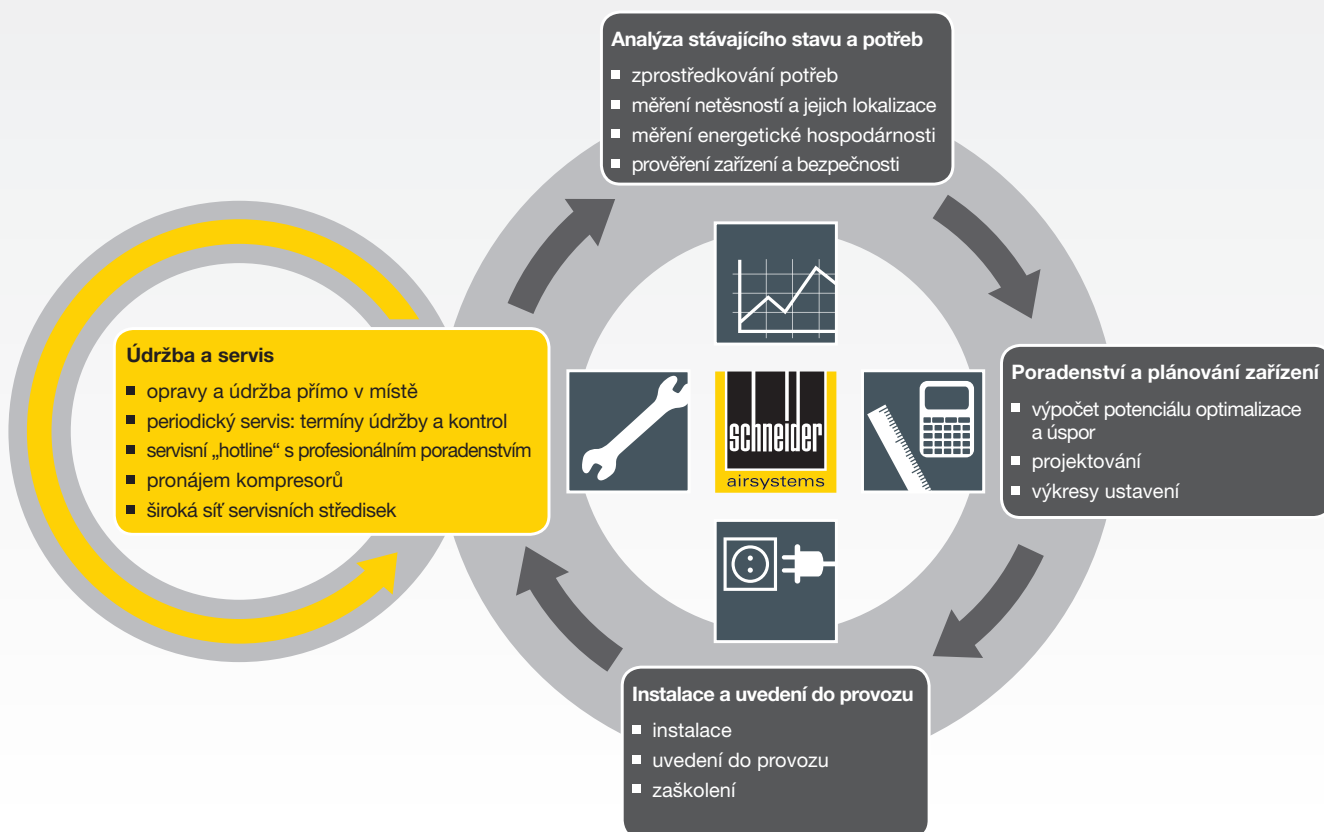 Analýza stávajícího stavu a potřeb
zprostředkování potřeb
měření netěsností a jejich lokalizace
měření energetické hospodárnosti
prověření zařízení a bezpečnosti
Údržba a servis
opravy a údržba přímo v místě
periodický servis: termíny údržby a kontrol
servisní „hotline“ s profesionálním poradenstvím
pronájem kompresorů
široká síť servisních středisek
schneider
airsystems
Poradenství a plánování zařízení
výpočet potenciálu optimalizace
a úspor
projektování
výkresy ustavení
Instalace a uvedení do provozu
instalace
uvedení do provozu
zaškolení